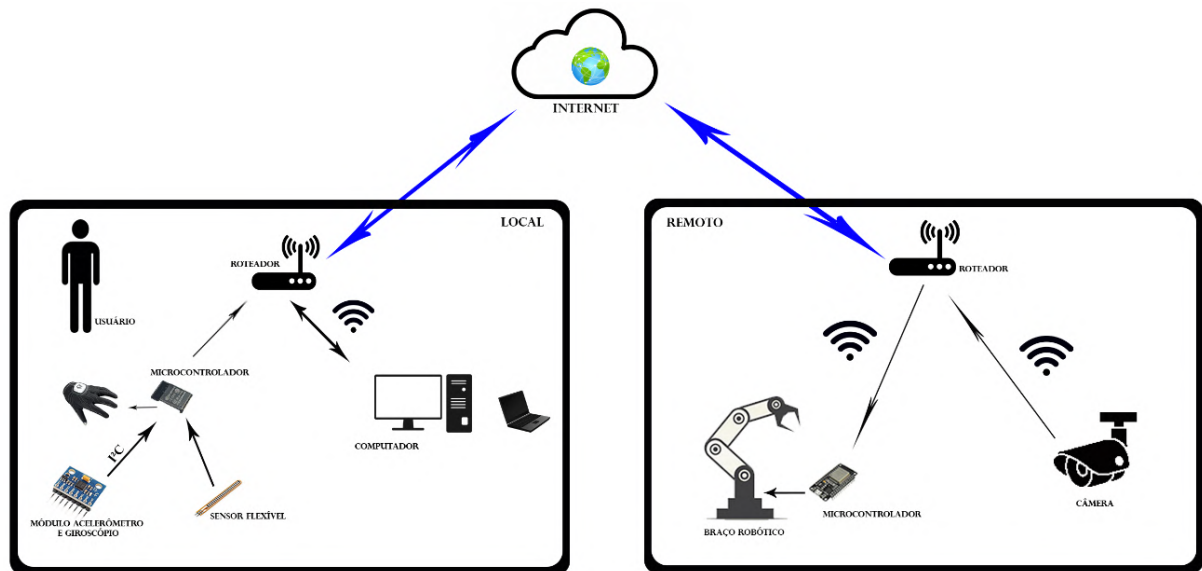 INTERNET
LOCAL
ROTEADOR
USUÁRIO
MICROCONTROLADOR
I²C
COMPUTADOR
MÓDULO ACELERÔMETRO
E GIROSCÓPIO
SENSOR FLEXÍVEL
REMOTO
ROTEADOR
BRAÇO ROBÓTICO
MICROCONTROLADOR
CÂMERA